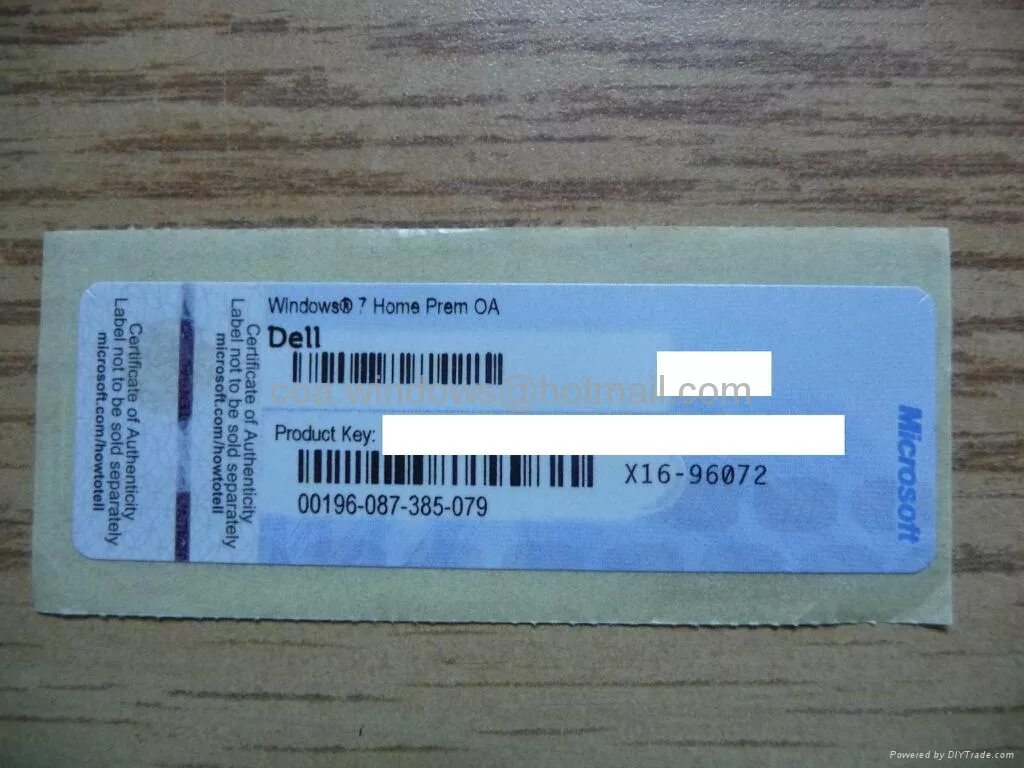 Windows® 7 Home Prem OA
Dell
coa.windows@hotmail.com
Product Key:
X16-96072
00196-087-385-079
Certificate of Authenticity
Label not to be sold separately
microsoft.com/howtotell
Certificate of Authenticity
Label not to be sold separately
microsoft.com/howtotell
Microsoft
Powered by DIYTrade.com